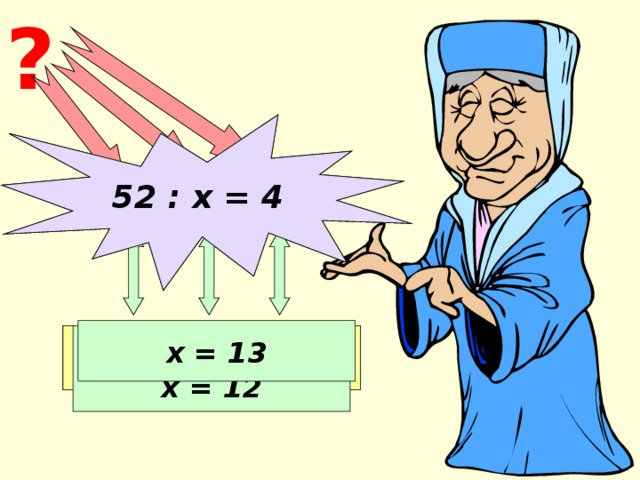 ?
52 : x = 4
x = 13
x = 12